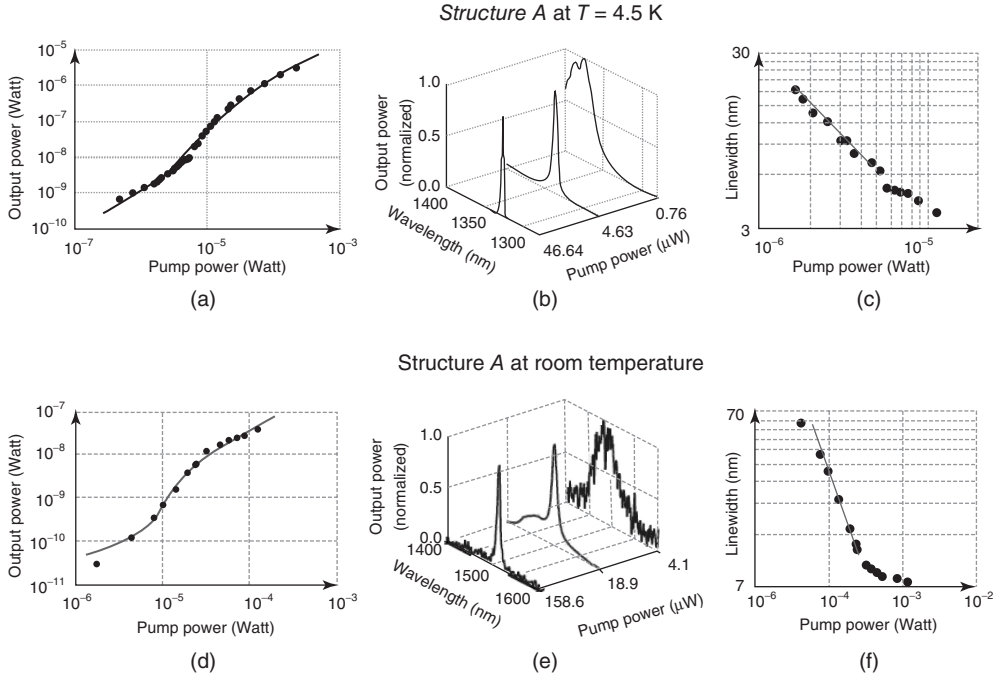 Structure A at T = 4.5 K
10⁻⁵
10⁻⁶
10⁻⁷
10⁻⁸
10⁻⁹
10⁻¹⁰
Output power (Watt)
10⁻⁷
10⁻⁵
10⁻³
Pump power (Watt)
(a)
1.0
0.5
0.0
Output power
(normalized)
1400
1350
1300
Wavelength (nm)
46.64
4.63
0.76
Pump power (μW)
(b)
30
3
Linewidth (nm)
10⁻⁶
10⁻⁵
Pump power (Watt)
(c)
Structure A at room temperature
10⁻⁷
10⁻⁸
10⁻⁹
10⁻¹⁰
10⁻¹¹
Output power (Watt)
10⁻⁶
10⁻⁵
10⁻⁴
10⁻³
Pump power (Watt)
(d)
1.0
0.5
0.0
Output power
(normalized)
1400
1500
1600
Wavelength (nm)
158.6
18.9
4.1
Pump power (μW)
(e)
70
7
Linewidth (nm)
10⁻⁶
10⁻⁴
10⁻³
10⁻²
Pump power (Watt)
(f)